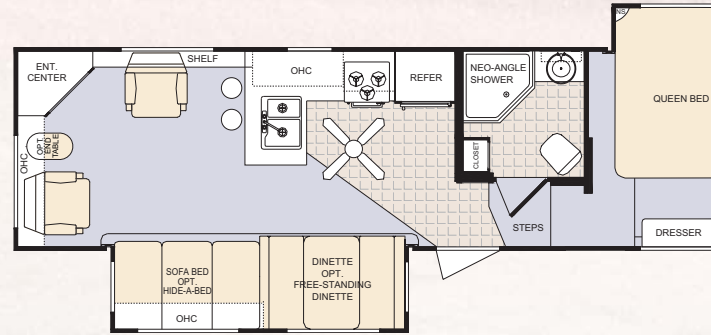 ENT.
CENTER
SHELF
OHC
REFER
NEO-ANGLE
SHOWER
NS
QUEEN BED
OPT.
END
TABLE
OHC
CLOSET
STEPS
DRESSER
SOFA BED
OPT.
HIDE-A-BED
OHC
DINETTE
OPT.
FREE-STANDING
DINETTE